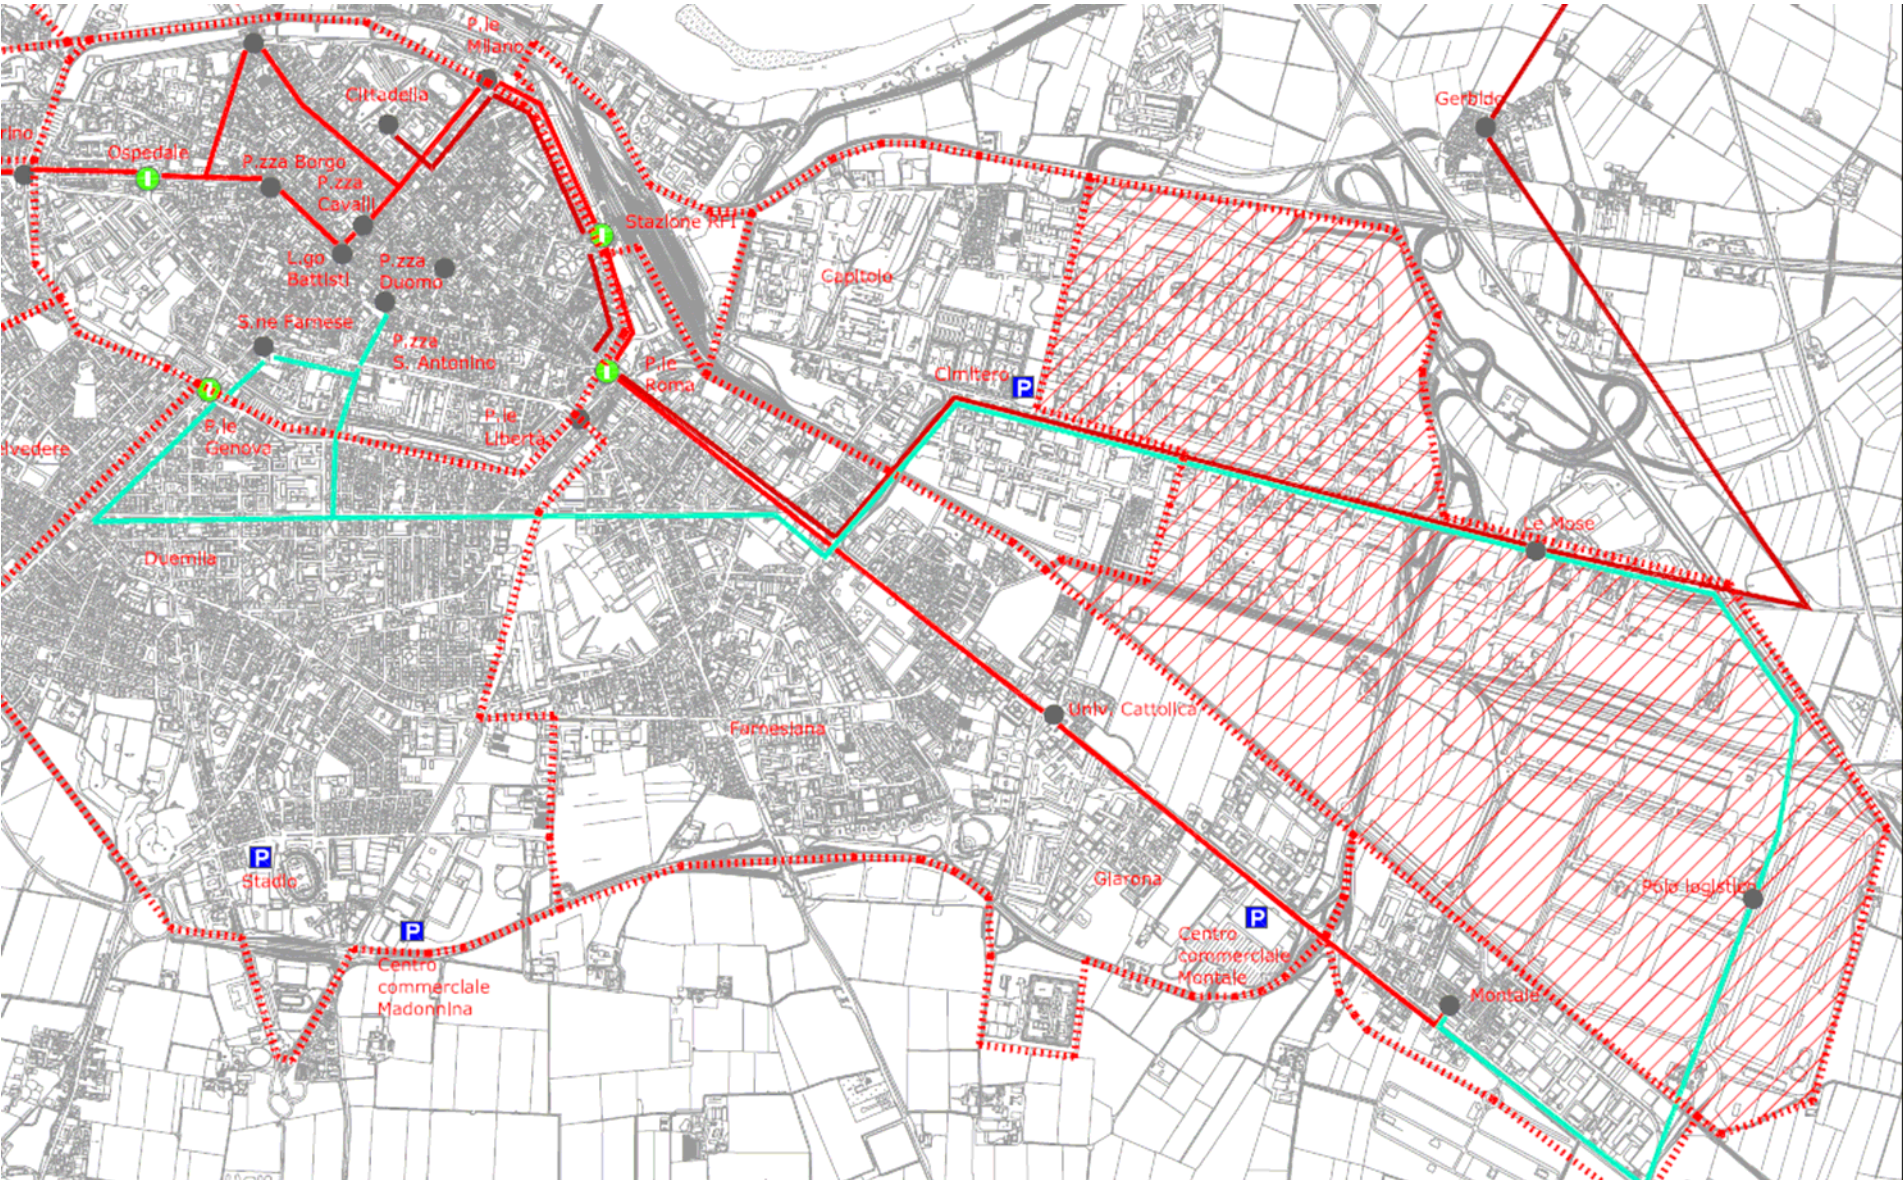 P.le
Milano
Cittadella
Gerbido
rino
Ospedale
P.zza Borgo
P.zza
Cavalli
Stazione RFI
L.go
Battisti
P.zza
Duomo
Capitolo
S.ne Farnese
P.zza
S. Antonino
P.le
Roma
Cimitero
P
P.le
Genova
P.le
Libertà
lvedere
Le Mose
Duemila
Univ. Cattolica
Farnesiana
P
Stadio
Giarona
Polo logistico
P
P
Centro
commerciale
Madonnina
Centro
commerciale
Montale
Montale